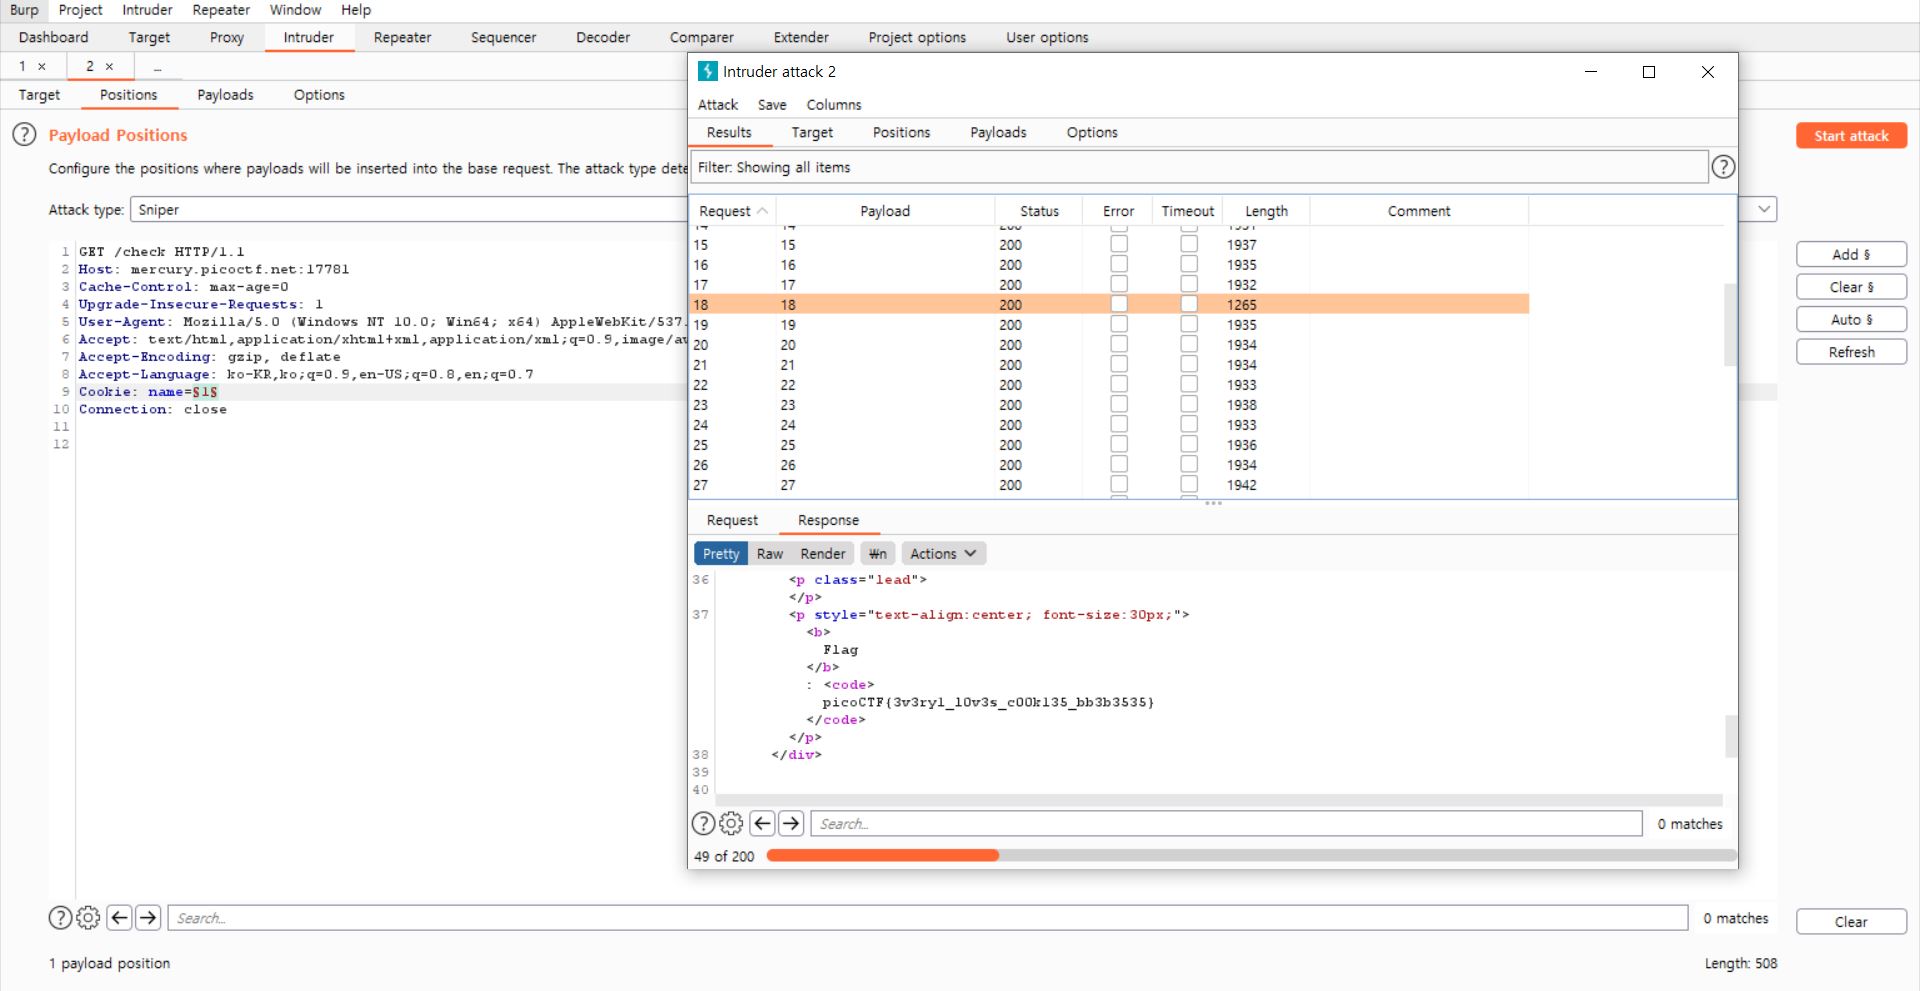 Burp Project Intruder Repeater Window Help
Dashboard Target Proxy Intruder Repeater Sequencer Decoder Comparer Extender Project options User options
1 × 2 × ...
Target Positions Payloads Options
? Payload Positions
Start attack
Configure the positions where payloads will be inserted into the base request. The attack type dete
Attack type: Sniper
1 GET /check HTTP/1.1
2 Host: mercury.picoctf.net:17781
3 Cache-Control: max-age=0
4 Upgrade-Insecure-Requests: 1
5 User-Agent: Mozilla/5.0 (Windows NT 10.0; Win64; x64) AppleWebKit/537.
6 Accept: text/html,application/xhtml+xml,application/xml;q=0.9,image/av
7 Accept-Encoding: gzip, deflate
8 Accept-Language: ko-KR,ko;q=0.9,en-US;q=0.8,en;q=0.7
9 Cookie: name=§1§
10 Connection: close
11
12
Add §
Clear §
Auto §
Refresh
Intruder attack 2
Attack Save Columns
Results Target Positions Payloads Options
Filter: Showing all items ?
Request Payload Status Error Timeout Length Comment
15 15 200 1937
16 16 200 1935
17 17 200 1932
18 18 200 1265
19 19 200 1935
20 20 200 1934
21 21 200 1934
22 22 200 1933
23 23 200 1938
24 24 200 1933
25 25 200 1936
26 26 200 1934
27 27 200 1942
Request Response
Pretty Raw Render ₩n Actions
36 <p class="lead">
</p>
37 <p style="text-align:center; font-size:30px;">
<b>
Flag
</b>
: <code>
picoCTF{3v3ry1_l0v3s_c00k135_bb3b3535}
</code>
</p>
38 </div>
39
40
? Search... 0 matches
49 of 200
? Search... 0 matches Clear
1 payload position Length: 508